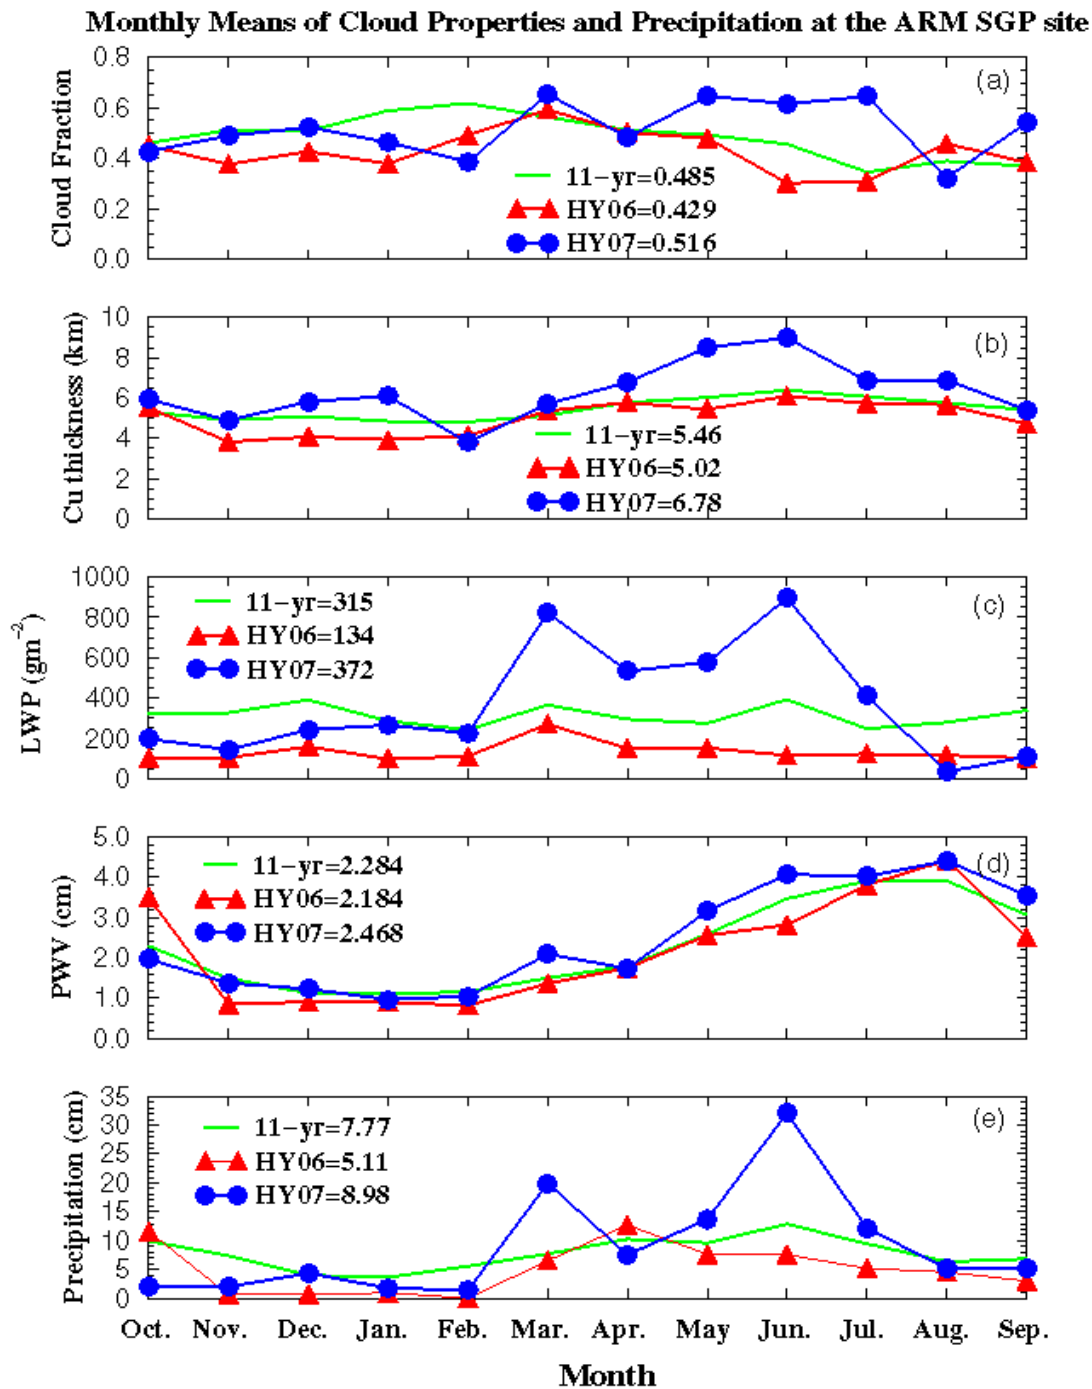 Monthly Means of Cloud Properties and Precipitation at the ARM SGP site
Cloud Fraction
0.8
0.6
0.4
0.2
0.0
(a)
11-yr=0.485
HY06=0.429
HY07=0.516
Cu thickness (km)
10
8
6
4
2
0
(b)
11-yr=5.46
HY06=5.02
HY07=6.78
LWP (gm⁻²)
1000
800
600
400
200
0
(c)
11-yr=315
HY06=134
HY07=372
PWV (cm)
5.0
4.0
3.0
2.0
1.0
0.0
(d)
11-yr=2.284
HY06=2.184
HY07=2.468
Precipitation (cm)
35
30
25
20
15
10
5
0
(e)
11-yr=7.77
HY06=5.11
HY07=8.98
Oct. Nov. Dec. Jan. Feb. Mar. Apr. May Jun. Jul. Aug. Sep.
Month